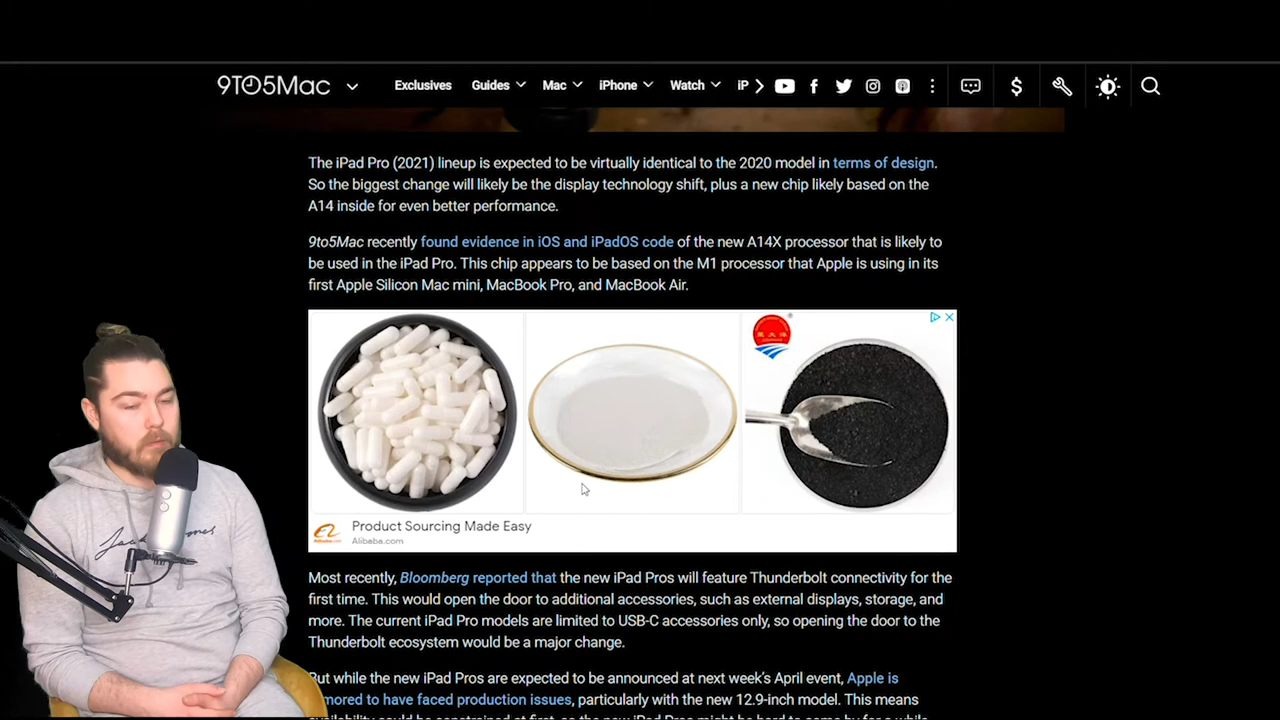 9TO5Mac
Exclusives Guides Mac iPhone Watch iP
The iPad Pro (2021) lineup is expected to be virtually identical to the 2020 model in terms of design.
So the biggest change will likely be the display technology shift, plus a new chip likely based on the
A14 inside for even better performance.
9to5Mac recently found evidence in iOS and iPadOS code of the new A14X processor that is likely to
be used in the iPad Pro. This chip appears to be based on the M1 processor that Apple is using in its
first Apple Silicon Mac mini, MacBook Pro, and MacBook Air.
Product Sourcing Made Easy
Alibaba.com
Most recently, Bloomberg reported that the new iPad Pros will feature Thunderbolt connectivity for the
first time. This would open the door to additional accessories, such as external displays, storage, and
more. The current iPad Pro models are limited to USB-C accessories only, so opening the door to the
Thunderbolt ecosystem would be a major change.
But while the new iPad Pros are expected to be announced at next week's April event, Apple is
rumored to have faced production issues, particularly with the new 12.9-inch model. This means